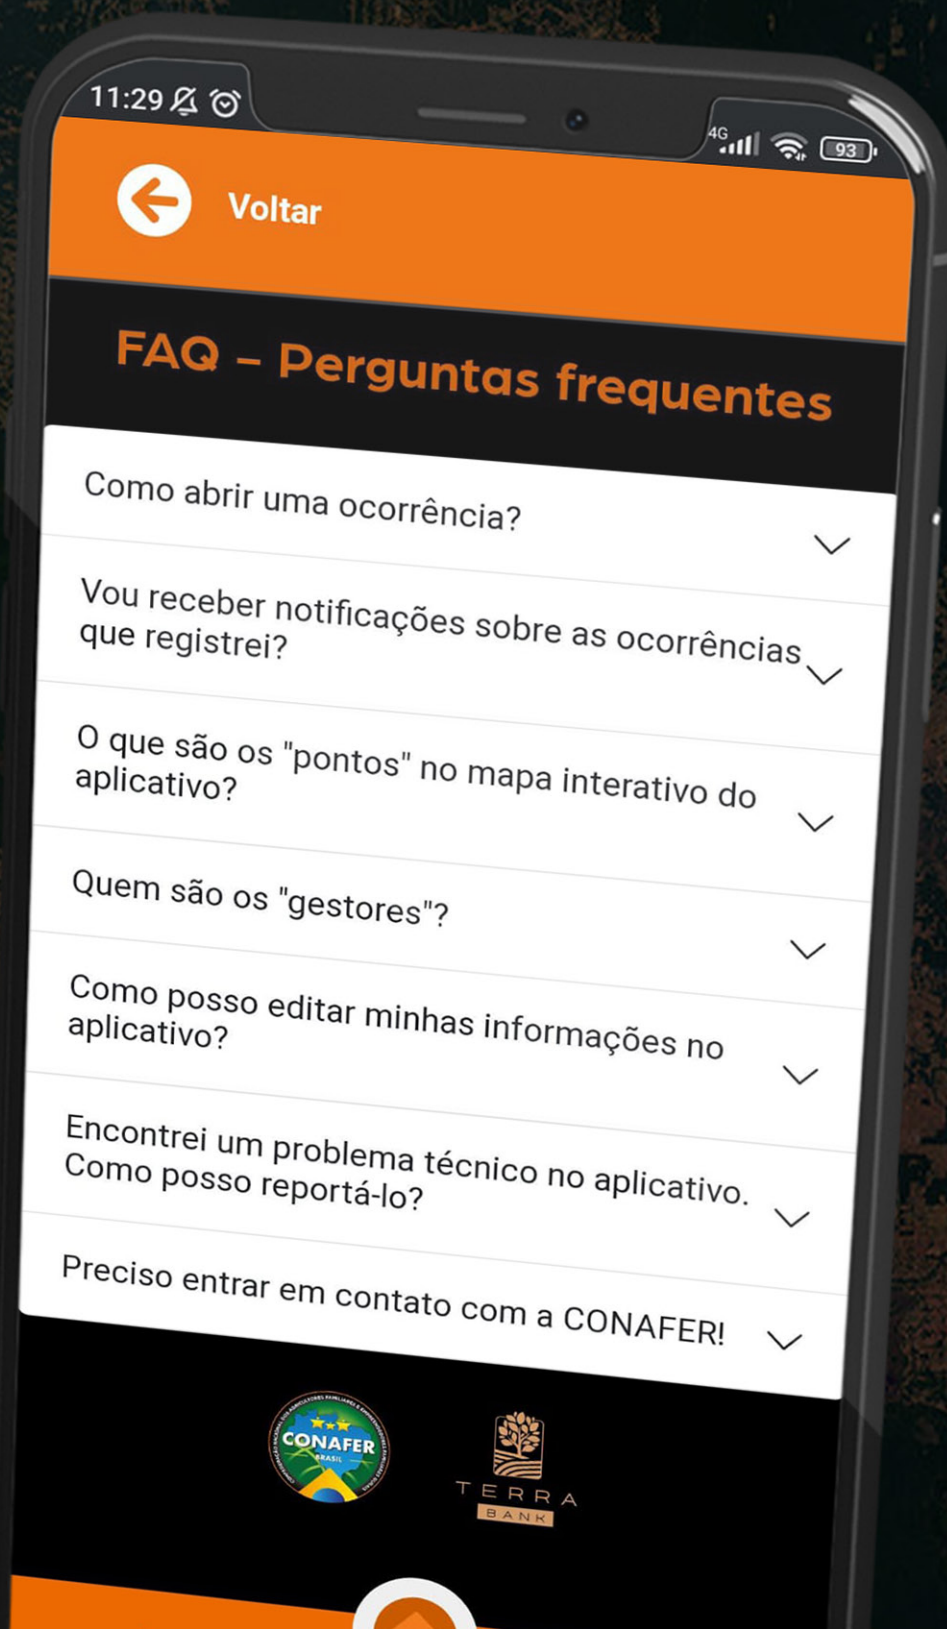 11:29
4G
93
Voltar
FAQ – Perguntas frequentes
Como abrir uma ocorrência?
Vou receber notificações sobre as ocorrências
que registrei?
O que são os "pontos" no mapa interativo do
aplicativo?
Quem são os "gestores"?
Como posso editar minhas informações no
aplicativo?
Encontrei um problema técnico no aplicativo.
Como posso reportá-lo?
Preciso entrar em contato com a CONAFER!
CONAFER
BRASIL
TERRA
BANK